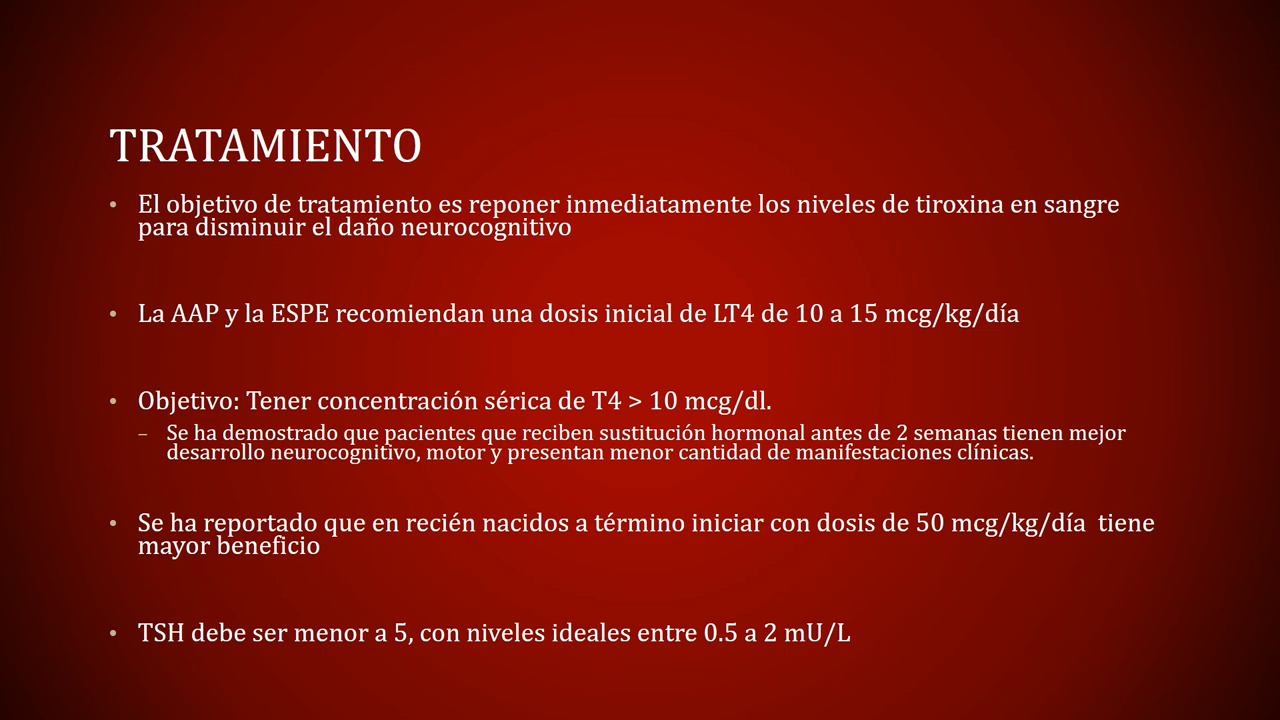 TRATAMIENTO
• El objetivo de tratamiento es reponer inmediatamente los niveles de tiroxina en sangre
para disminuir el daño neurocognitivo
• La AAP y la ESPE recomiendan una dosis inicial de LT4 de 10 a 15 mcg/kg/día
• Objetivo: Tener concentración sérica de T4 > 10 mcg/dl.
– Se ha demostrado que pacientes que reciben sustitución hormonal antes de 2 semanas tienen mejor
desarrollo neurocognitivo, motor y presentan menor cantidad de manifestaciones clínicas.
• Se ha reportado que en recién nacidos a término iniciar con dosis de 50 mcg/kg/día  tiene
mayor beneficio
• TSH debe ser menor a 5, con niveles ideales entre 0.5 a 2 mU/L